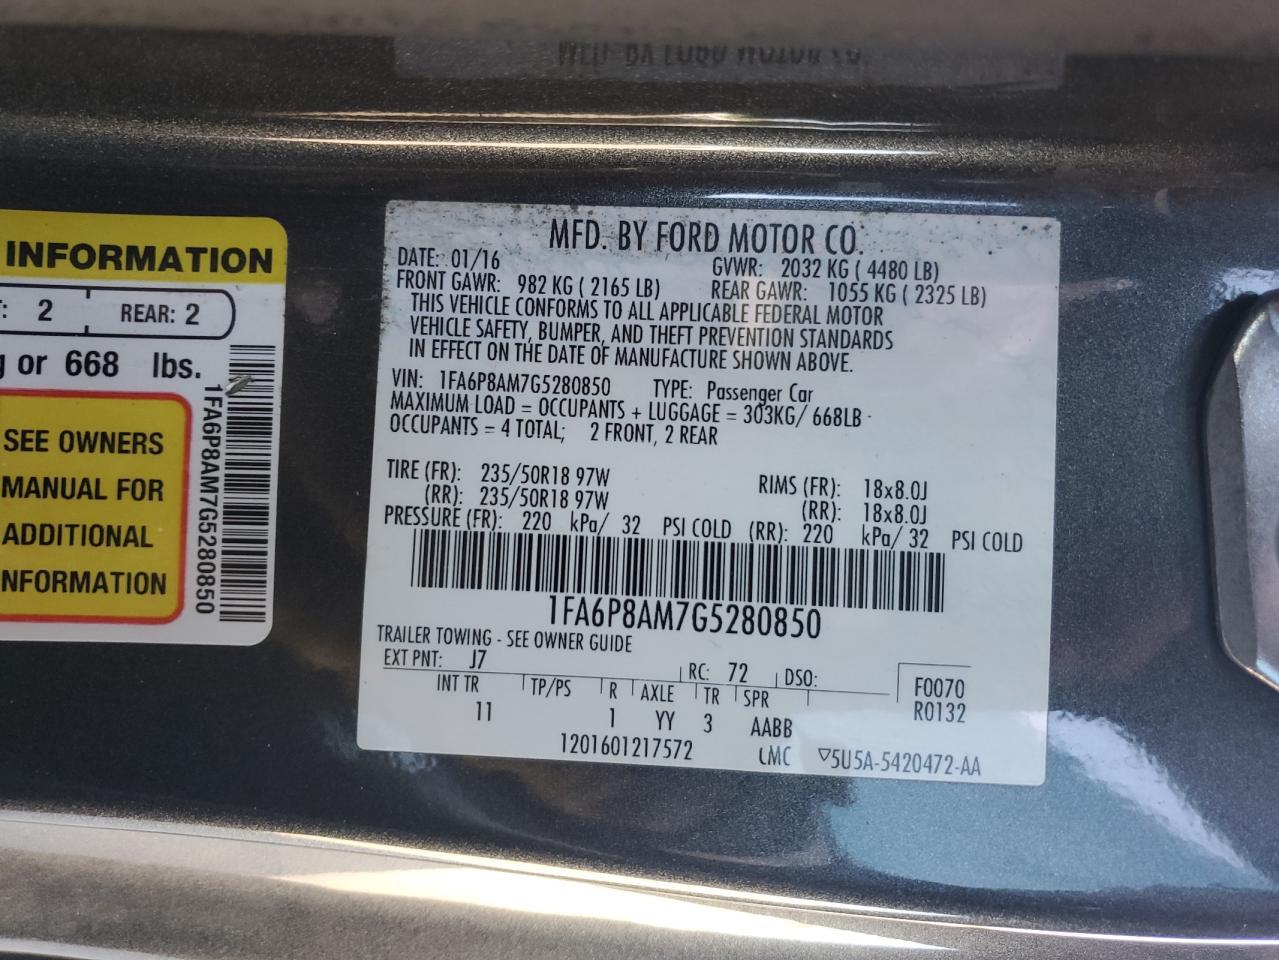 INFORMATION
: 2 REAR: 2
g or 668 lbs.
SEE OWNERS
MANUAL FOR
ADDITIONAL
NFORMATION
1FA6P8AM7G5280850
MFD. BY FORD MOTOR CO.
DATE: 01/16 GVWR: 2032 KG ( 4480 LB)
FRONT GAWR: 982 KG ( 2165 LB) REAR GAWR: 1055 KG ( 2325 LB)
THIS VEHICLE CONFORMS TO ALL APPLICABLE FEDERAL MOTOR
VEHICLE SAFETY, BUMPER, AND THEFT PREVENTION STANDARDS
IN EFFECT ON THE DATE OF MANUFACTURE SHOWN ABOVE.
VIN: 1FA6P8AM7G5280850 TYPE: Passenger Car
MAXIMUM LOAD = OCCUPANTS + LUGGAGE = 303KG/ 668LB
OCCUPANTS = 4 TOTAL; 2 FRONT, 2 REAR
TIRE (FR): 235/50R18 97W RIMS (FR): 18x8.0J
(RR): 235/50R18 97W (RR): 18x8.0J
PRESSURE (FR): 220 kPa/ 32 PSI COLD (RR): 220 kPa/ 32 PSI COLD
1FA6P8AM7G5280850
TRAILER TOWING - SEE OWNER GUIDE
EXT PNT: J7 RC: 72 DSO: F0070
INT TR TP/PS R AXLE TR SPR R0132
11 1 YY 3 AABB
1201601217572 LMC ▽5U5A-5420472-AA